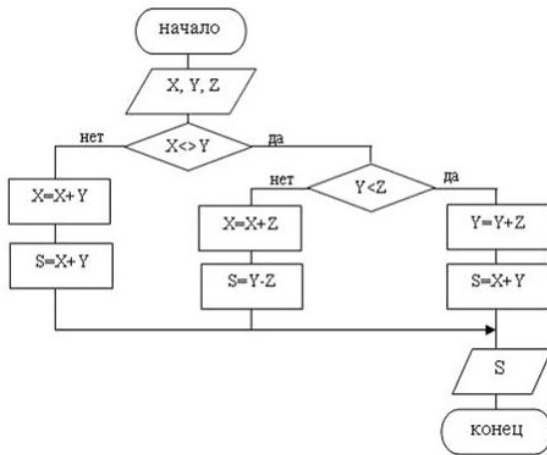 начало
X, Y, Z
нет
X<>Y
да
нет
Y<Z
да
X=X+Y
X=X+Z
Y=Y+Z
S=X+Y
S=Y-Z
S=X+Y
S
конец